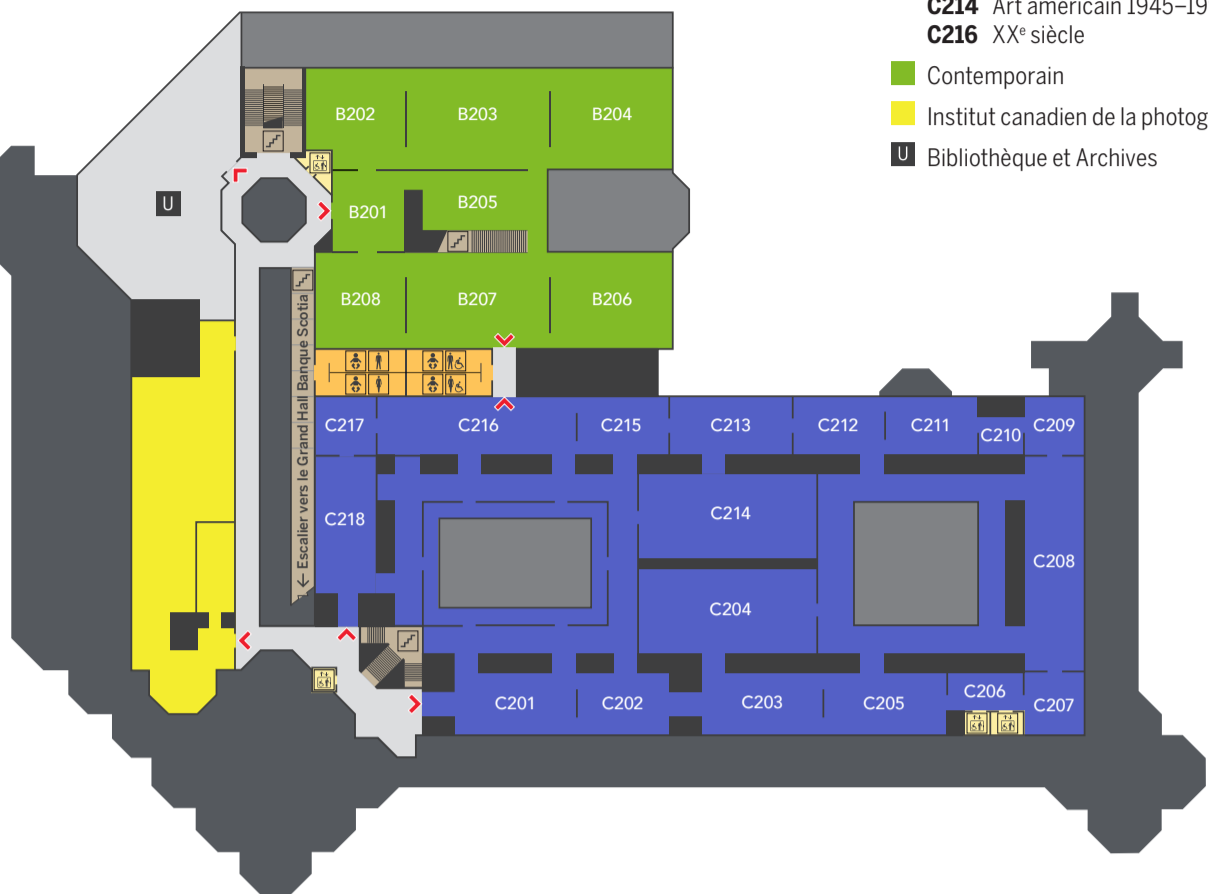 C214 Art américain 1945–19
C216 XXe siècle
Contemporain
Institut canadien de la photog
U Bibliothèque et Archives
B202
B203
B204
U
B201
B205
B208
B207
B206
← Escalier vers le Grand Hall Banque Scotia
C217
C216
C215
C213
C212
C211
C210
C209
C218
C214
C208
C204
C201
C202
C203
C205
C206
C207